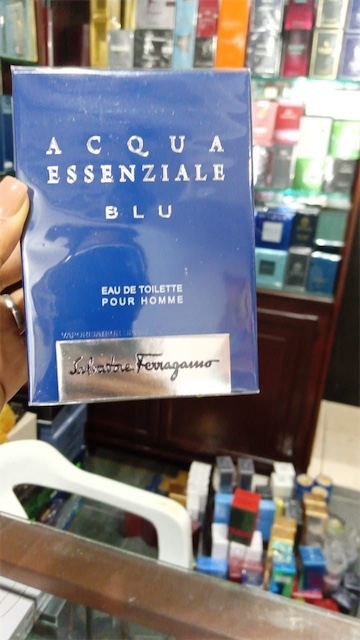 ACQUA
ESSENZIALE
BLU
EAU DE TOILETTE
POUR HOMME
Salvatore Ferragamo